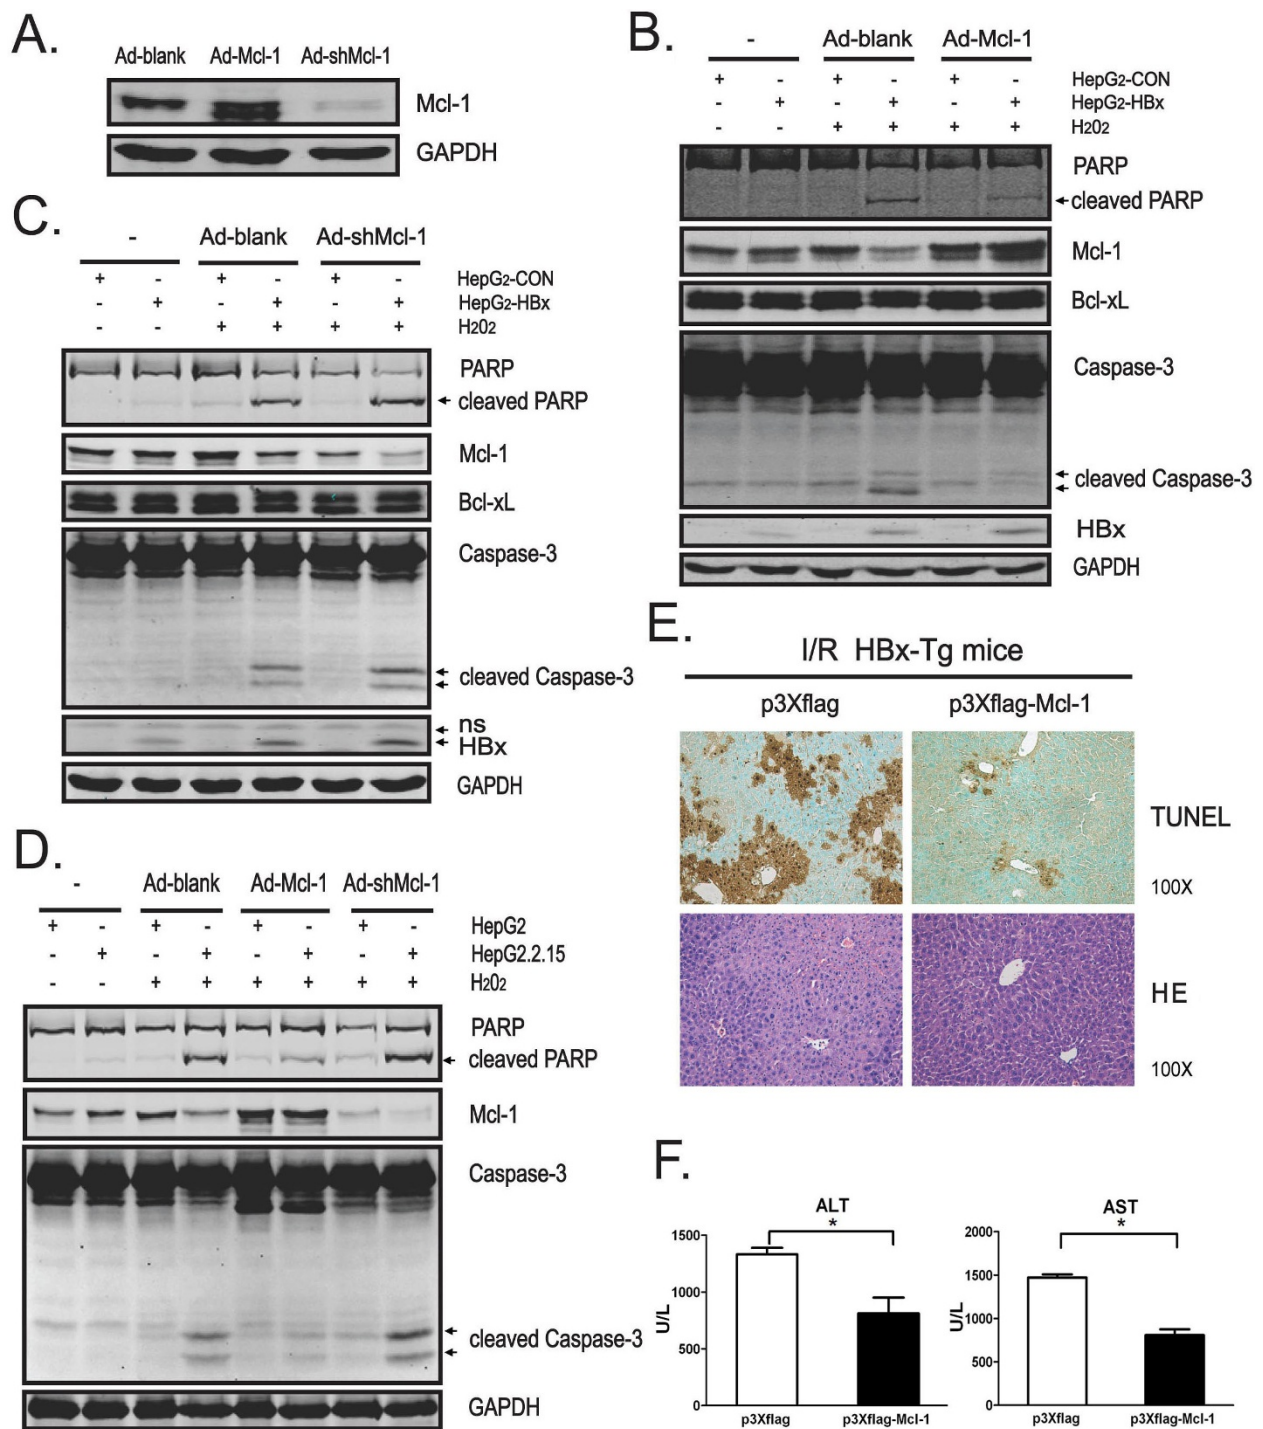 A.
Ad-blank Ad-Mcl-1 Ad-shMcl-1
Mcl-1
GAPDH
B.
- Ad-blank Ad-Mcl-1
+ - + - + - HepG2-CON
- + - + - + HepG2-HBx
- - + + + + H2O2
PARP
cleaved PARP
Mcl-1
Bcl-xL
Caspase-3
cleaved Caspase-3
HBx
GAPDH
C.
- Ad-blank Ad-shMcl-1
+ - + - + - HepG2-CON
- + - + - + HepG2-HBx
- - + + + + H2O2
PARP
cleaved PARP
Mcl-1
Bcl-xL
Caspase-3
cleaved Caspase-3
ns
HBx
GAPDH
D.
- Ad-blank Ad-Mcl-1 Ad-shMcl-1
+ - + - + - + - HepG2
- + - + - + - + HepG2.2.15
- - + + + + + + H2O2
PARP
cleaved PARP
Mcl-1
Caspase-3
cleaved Caspase-3
GAPDH
E.
I/R HBx-Tg mice
p3Xflag p3Xflag-Mcl-1
TUNEL
100X
HE
100X
F.
ALT
*
1500
1000
500
0
U/L
p3Xflag p3Xflag-Mcl-1
AST
*
2000
1500
1000
500
0
U/L
p3Xflag p3Xflag-Mcl-1